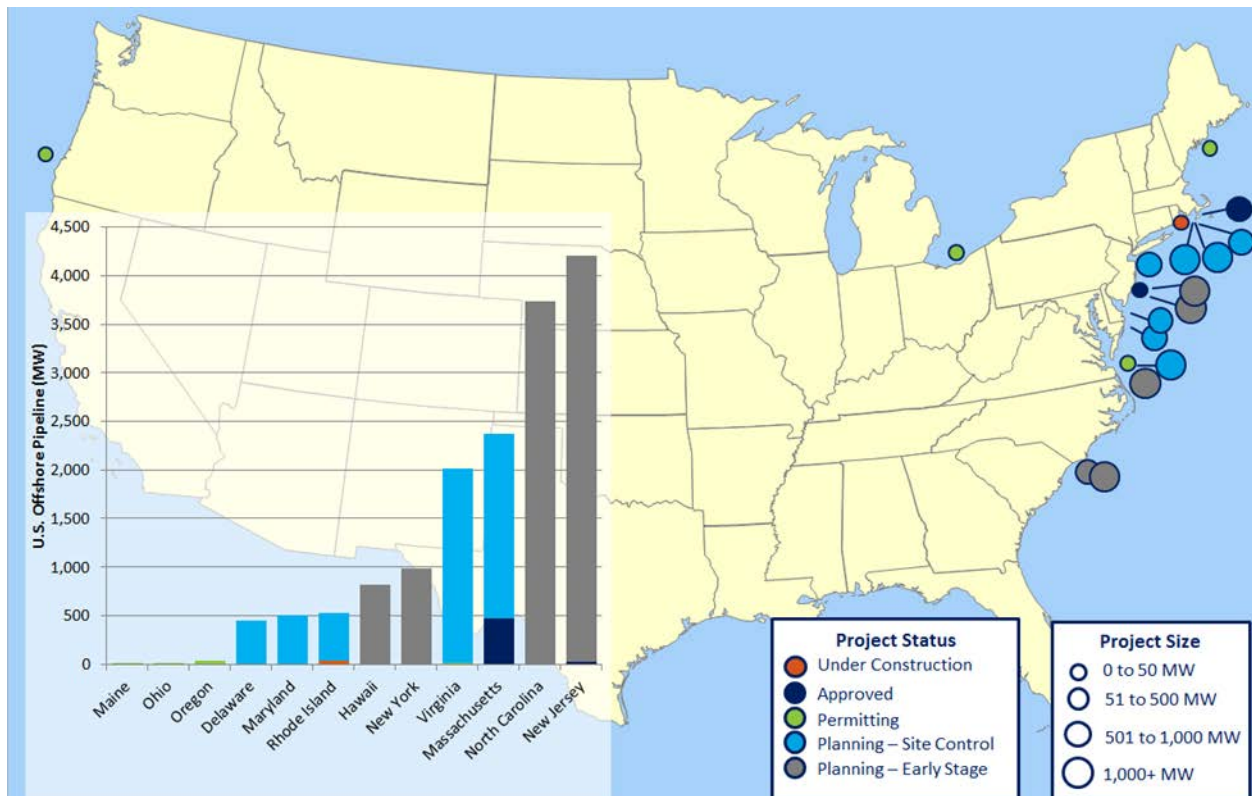 4,500
4,000
3,500
3,000
2,500
2,000
1,500
1,000
500
0
U.S. Offshore Pipeline (MW)
Maine
Ohio
Oregon
Delaware
Maryland
Rhode Island
Hawaii
New York
Virginia
Massachusetts
North Carolina
New Jersey
Project Status
Under Construction
Approved
Permitting
Planning – Site Control
Planning – Early Stage
Project Size
0 to 50 MW
51 to 500 MW
501 to 1,000 MW
1,000+ MW